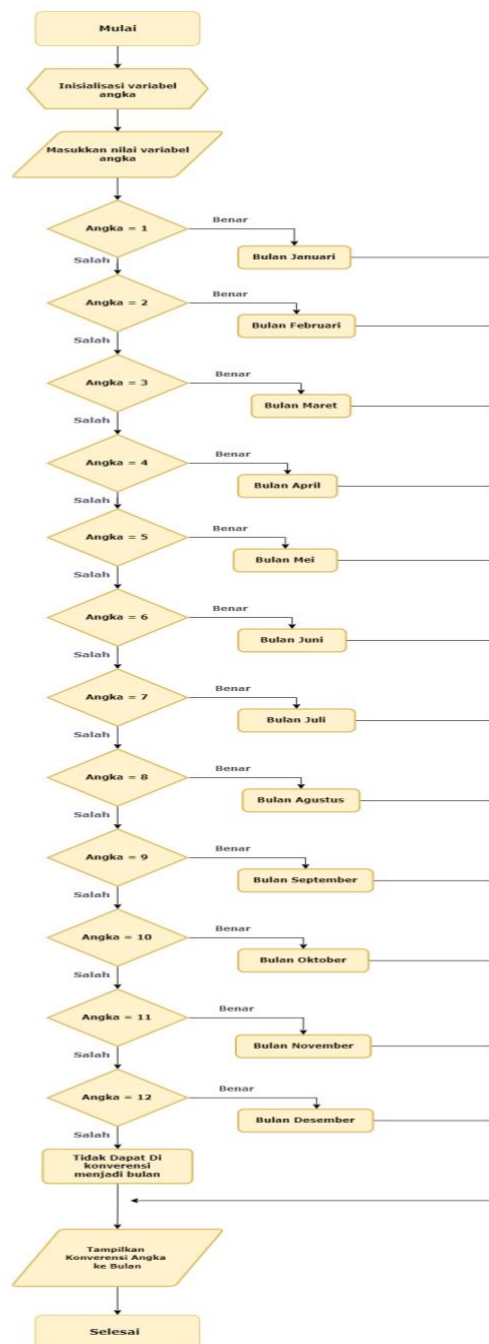 Mulai
Inisialisasi variabel
angka
Masukkan nilai variabel
angka
Angka = 1
Benar
Bulan Januari
Salah
Angka = 2
Benar
Bulan Februari
Salah
Angka = 3
Benar
Bulan Maret
Salah
Angka = 4
Benar
Bulan April
Salah
Angka = 5
Benar
Bulan Mei
Salah
Angka = 6
Benar
Bulan Juni
Salah
Angka = 7
Benar
Bulan Juli
Salah
Angka = 8
Benar
Bulan Agustus
Salah
Angka = 9
Benar
Bulan September
Salah
Angka = 10
Benar
Bulan Oktober
Salah
Angka = 11
Benar
Bulan November
Salah
Angka = 12
Benar
Bulan Desember
Salah
Tidak Dapat Di
konverensi
menjadi bulan
Tampilkan
Konverensi Angka
ke Bulan
Selesai